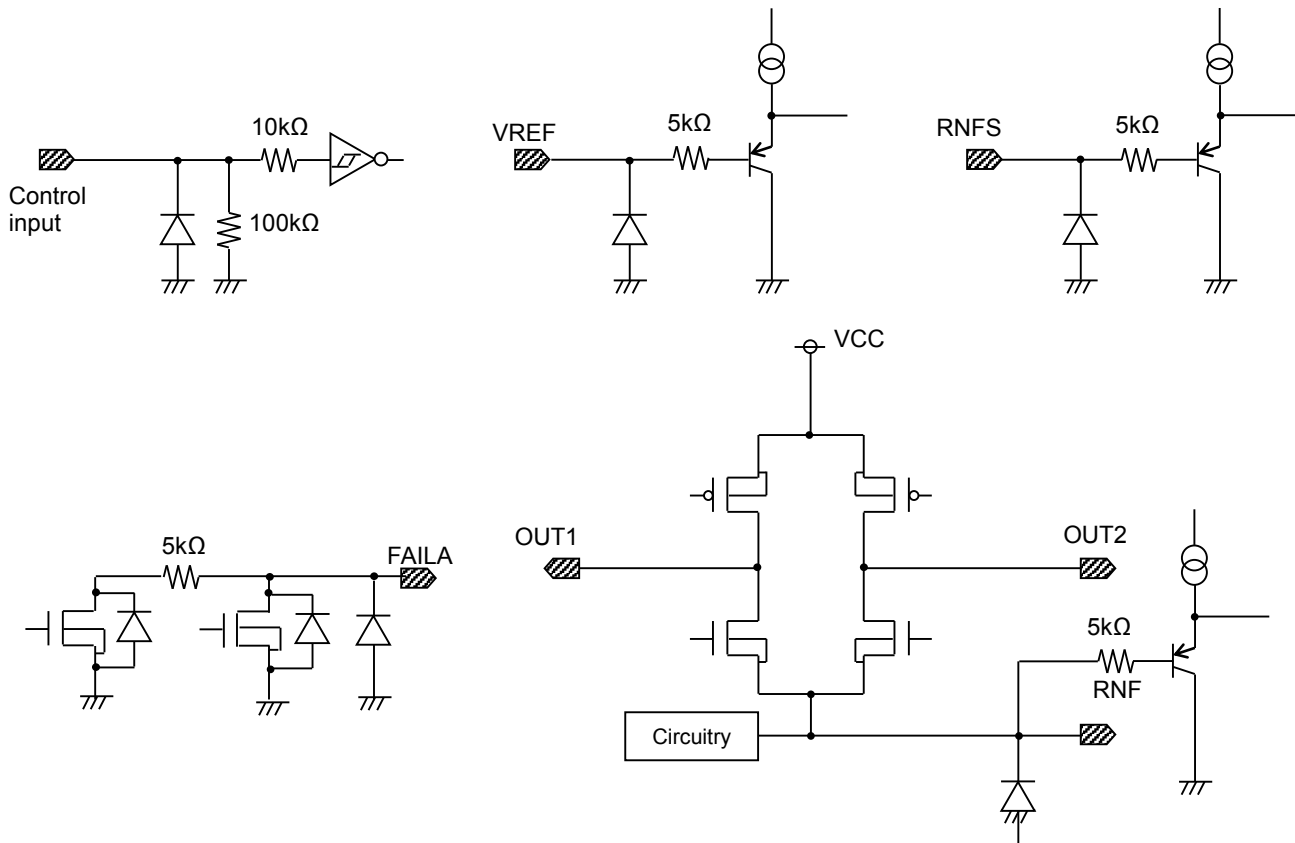 10kΩ
Control
input
100kΩ
VREF
5kΩ
RNFS
5kΩ
5kΩ
FAILA
VCC
OUT1
OUT2
5kΩ
RNF
Circuitry